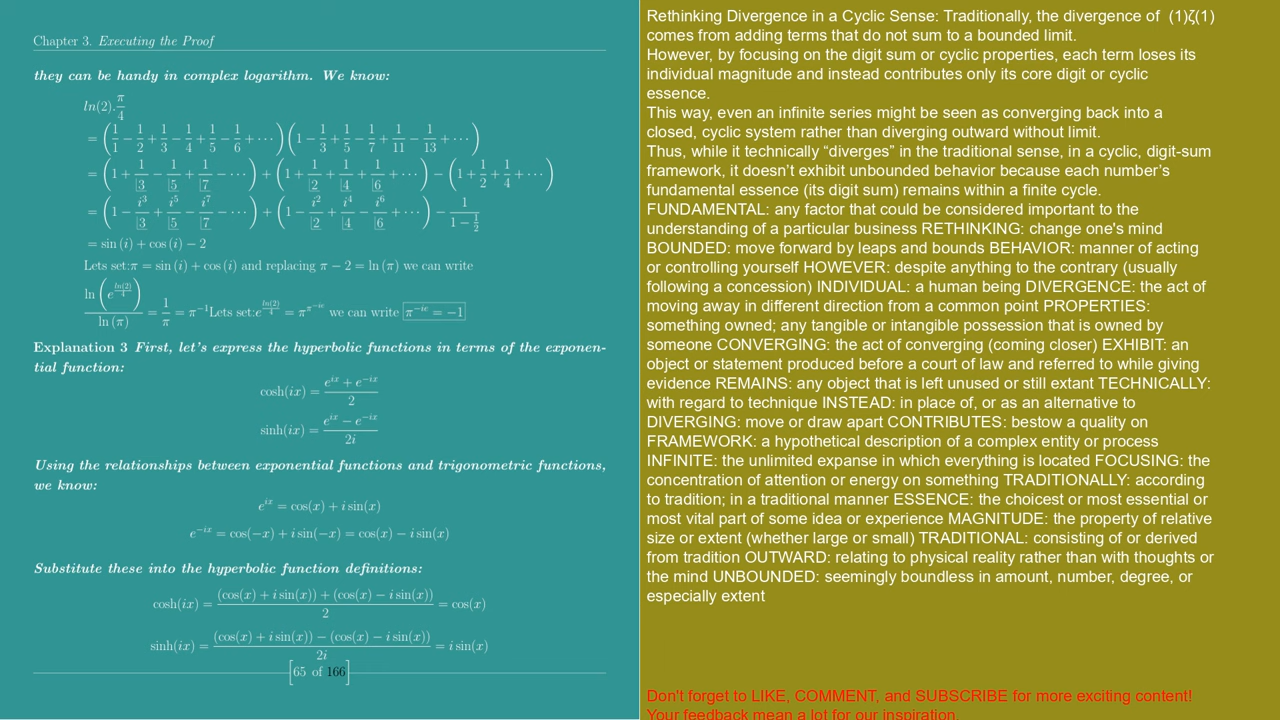 Chapter 3. Executing the Proof
they can be handy in complex logarithm. We know:
ln(2).π/4
= (1/1 − 1/2 + 1/3 − 1/4 + 1/5 − 1/6 + ⋯)(1 − 1/3 + 1/5 − 1/7 + 1/11 − 1/13 + ⋯)
= (1 + 1/⌊3 − 1/⌊5 − 1/⌊7 − ⋯) + (1 + 1/⌊2 + 1/⌊4 + 1/⌊6 + ⋯) − (1 + 1/2 + 1/4 + ⋯)
= (1 − i³/⌊3 − i⁵/⌊5 − i⁷/⌊7 − ⋯) + (1 − i²/⌊2 − i⁴/⌊4 − i⁶/⌊6 + ⋯) − 1/(1 − 1/2)
= sin (i) + cos (i) − 2
Lets set:π = sin (i) + cos (i) and replacing π − 2 = ln (π) we can write
ln(e^(ln(2)/4))/ln (π) = 1/π = π⁻¹Lets set:e^(ln(2)/4) = π^(π^(−ie)) we can write π^(−ie) = −1
Explanation 3 First, let's express the hyperbolic functions in terms of the exponen-
tial function:
cosh(ix) = (e^(ix) + e^(−ix))/2
sinh(ix) = (e^(ix) − e^(−ix))/2i
Using the relationships between exponential functions and trigonometric functions,
we know:
e^(ix) = cos(x) + i sin(x)
e^(−ix) = cos(−x) + i sin(−x) = cos(x) − i sin(x)
Substitute these into the hyperbolic function definitions:
cosh(ix) = ((cos(x) + i sin(x)) + (cos(x) − i sin(x)))/2 = cos(x)
sinh(ix) = ((cos(x) + i sin(x)) − (cos(x) − i sin(x)))/2i = i sin(x)
[65 of 166]
Rethinking Divergence in a Cyclic Sense: Traditionally, the divergence of (1)ζ(1)
comes from adding terms that do not sum to a bounded limit.
However, by focusing on the digit sum or cyclic properties, each term loses its
individual magnitude and instead contributes only its core digit or cyclic
essence.
This way, even an infinite series might be seen as converging back into a
closed, cyclic system rather than diverging outward without limit.
Thus, while it technically “diverges” in the traditional sense, in a cyclic, digit-sum
framework, it doesn't exhibit unbounded behavior because each number's
fundamental essence (its digit sum) remains within a finite cycle.
FUNDAMENTAL: any factor that could be considered important to the
understanding of a particular business RETHINKING: change one's mind
BOUNDED: move forward by leaps and bounds BEHAVIOR: manner of acting
or controlling yourself HOWEVER: despite anything to the contrary (usually
following a concession) INDIVIDUAL: a human being DIVERGENCE: the act of
moving away in different direction from a common point PROPERTIES:
something owned; any tangible or intangible possession that is owned by
someone CONVERGING: the act of converging (coming closer) EXHIBIT: an
object or statement produced before a court of law and referred to while giving
evidence REMAINS: any object that is left unused or still extant TECHNICALLY:
with regard to technique INSTEAD: in place of, or as an alternative to
DIVERGING: move or draw apart CONTRIBUTES: bestow a quality on
FRAMEWORK: a hypothetical description of a complex entity or process
INFINITE: the unlimited expanse in which everything is located FOCUSING: the
concentration of attention or energy on something TRADITIONALLY: according
to tradition; in a traditional manner ESSENCE: the choicest or most essential or
most vital part of some idea or experience MAGNITUDE: the property of relative
size or extent (whether large or small) TRADITIONAL: consisting of or derived
from tradition OUTWARD: relating to physical reality rather than with thoughts or
the mind UNBOUNDED: seemingly boundless in amount, number, degree, or
especially extent
Don't forget to LIKE, COMMENT, and SUBSCRIBE for more exciting content!
Your feedback mean a lot for our inspiration.